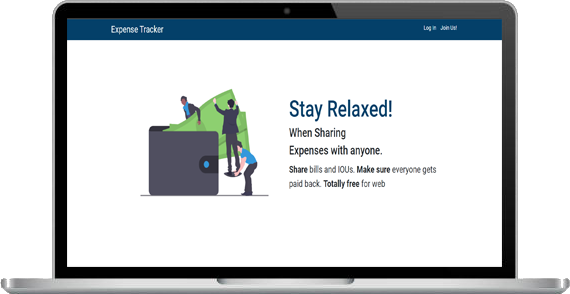 Expense Tracker
Log In Join Us!
Stay Relaxed!
When Sharing
Expenses with anyone.
Share bills and IOUs. Make sure everyone gets
paid back. Totally free for web